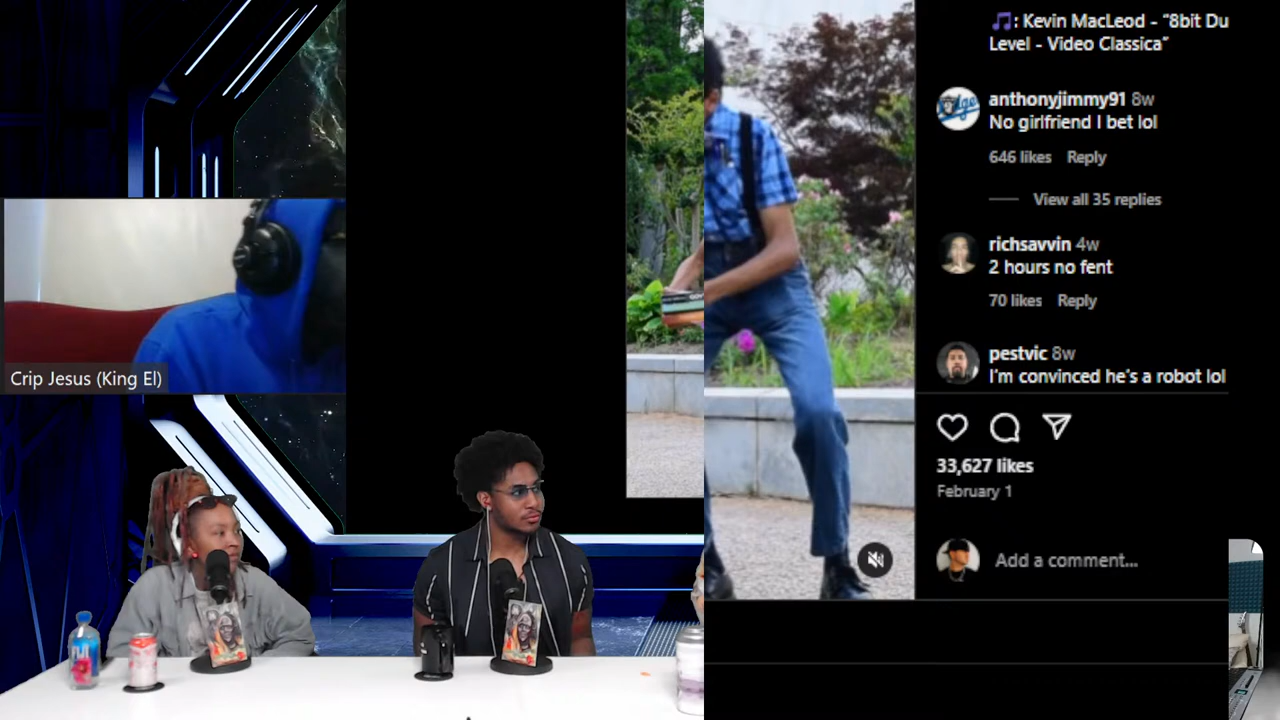 🎵: Kevin MacLeod - “8bit Du
Level - Video Classica”
anthonyjimmy91 8w
No girlfriend I bet lol
646 likes Reply
View all 35 replies
richsavvin 4w
2 hours no fent
70 likes Reply
pestvic 8w
I'm convinced he's a robot lol
33,627 likes
February 1
Add a comment...
Crip Jesus (King El)